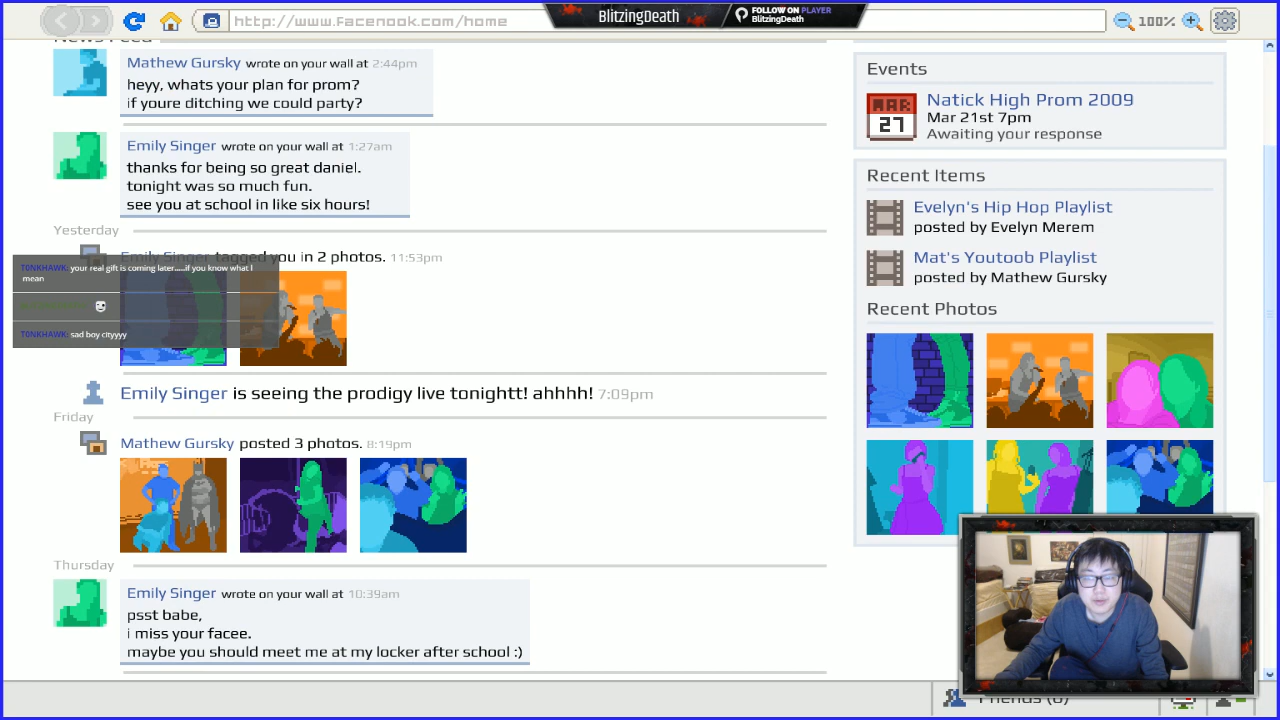 http://www.facenook.com/home
BlitzingDeath
FOLLOW ON PLAYER
BlitzingDeath
100%
News Feed
Mathew Gursky wrote on your wall at 2:44pm
heyy, whats your plan for prom?
if youre ditching we could party?
Emily Singer wrote on your wall at 1:27am
thanks for being so great daniel.
tonight was so much fun.
see you at school in like six hours!
Yesterday
Emily Singer tagged you in 2 photos. 11:53pm
T0NKHAWK: your real gift is coming later.....if you know what I
mean
T0NKHAWK: sad boy cityyyy
Emily Singer is seeing the prodigy live tonightt! ahhhh! 7:09pm
Friday
Mathew Gursky posted 3 photos. 8:19pm
Thursday
Emily Singer wrote on your wall at 10:39am
psst babe,
i miss your facee.
maybe you should meet me at my locker after school :)
Events
MAR
27
Natick High Prom 2009
Mar 21st 7pm
Awaiting your response
Recent Items
Evelyn's Hip Hop Playlist
posted by Evelyn Merem
Mat's Youtoob Playlist
posted by Mathew Gursky
Recent Photos
Friends